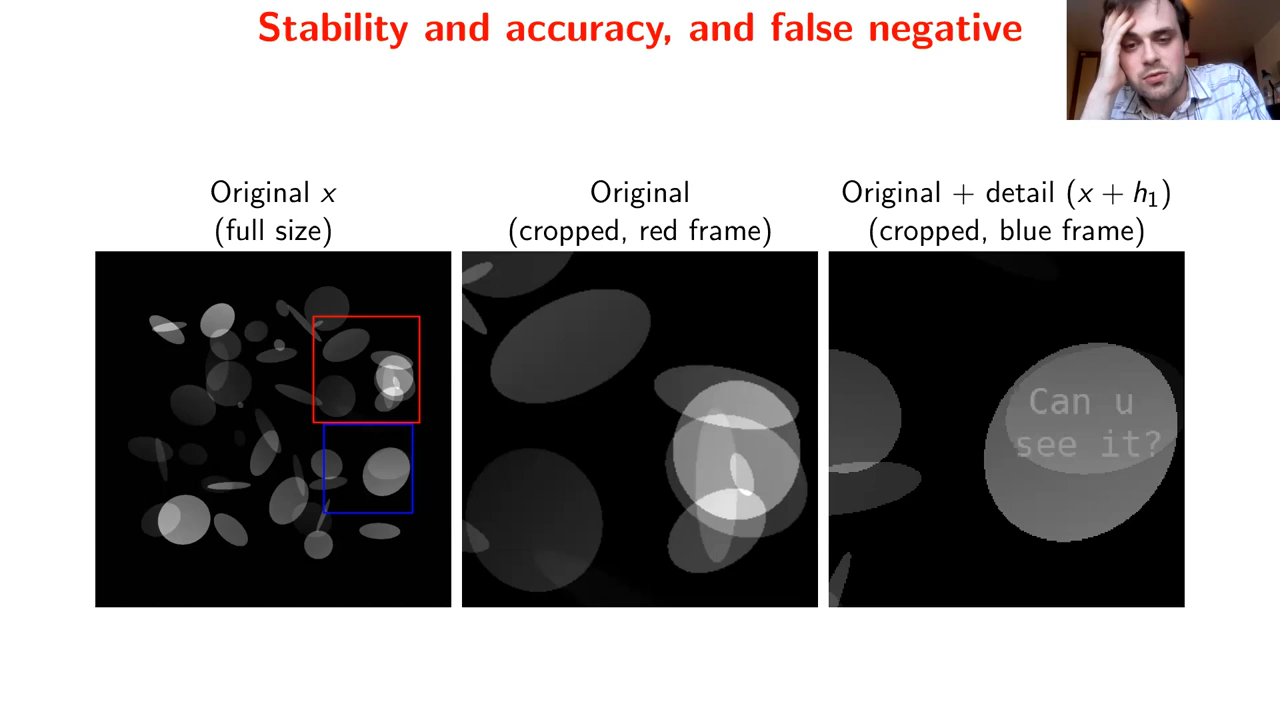 Stability and accuracy, and false negative
Original x
(full size)
Original
(cropped, red frame)
Original + detail (x + h₁)
(cropped, blue frame)
Can u
see it?